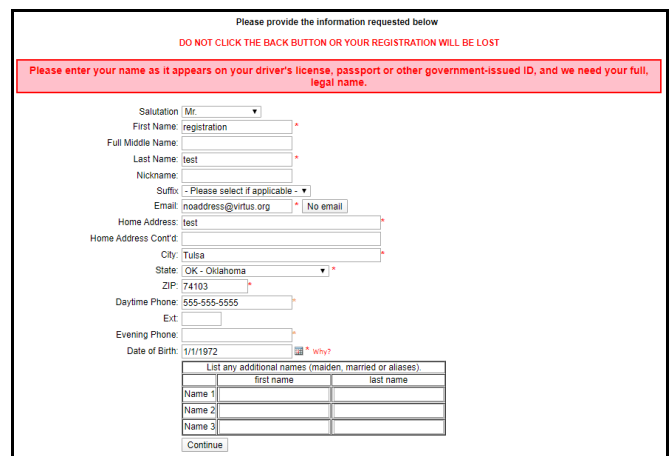 Please provide the information requested below
DO NOT CLICK THE BACK BUTTON OR YOUR REGISTRATION WILL BE LOST
Please enter your name as it appears on your driver's license, passport or other government-issued ID, and we need your full,
legal name.
Salutation Mr.
First Name: registration *
Full Middle Name:
Last Name: test *
Nickname:
Suffix - Please select if applicable -
Email: noaddress@virtus.org * No email
Home Address: test *
Home Address Cont'd:
City: Tulsa *
State: OK - Oklahoma *
ZIP: 74103 *
Daytime Phone: 555-555-5555 *
Ext:
Evening Phone: *
Date of Birth: 1/1/1972 * Why?
List any additional names (maiden, married or aliases).
first name last name
Name 1
Name 2
Name 3
Continue